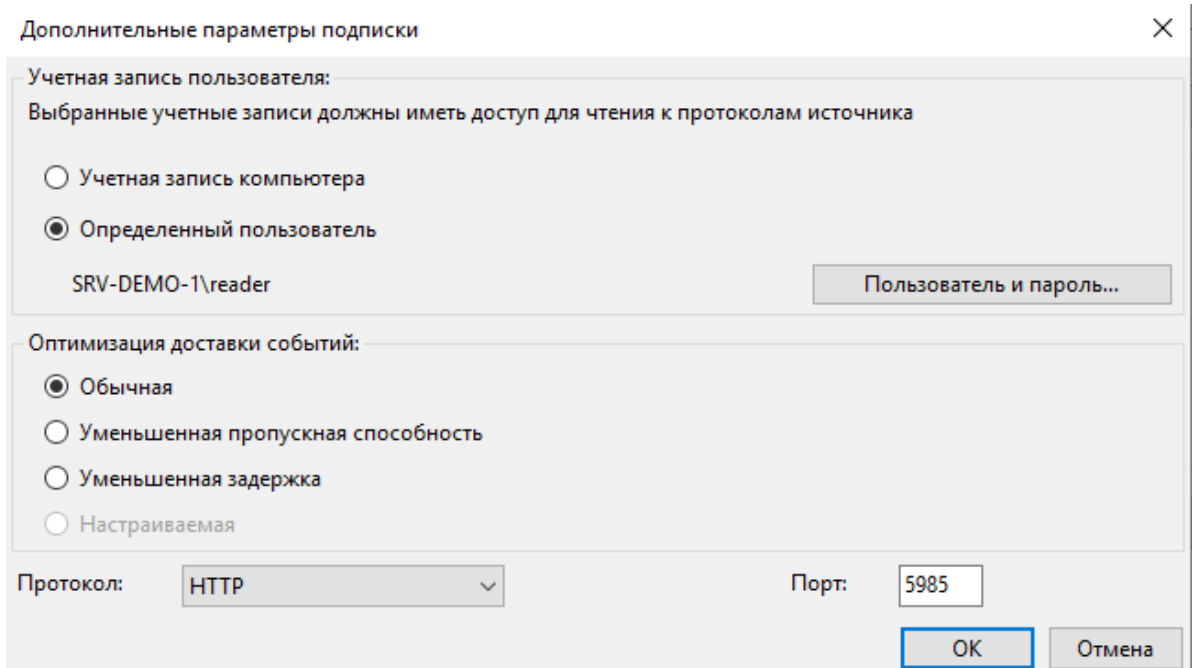 Дополнительные параметры подписки
Учетная запись пользователя:
Выбранные учетные записи должны иметь доступ для чтения к протоколам источника
Учетная запись компьютера
Определенный пользователь
SRV-DEMO-1\reader Пользователь и пароль...
Оптимизация доставки событий:
Обычная
Уменьшенная пропускная способность
Уменьшенная задержка
Настраиваемая
Протокол: HTTP Порт: 5985
ОК Отмена